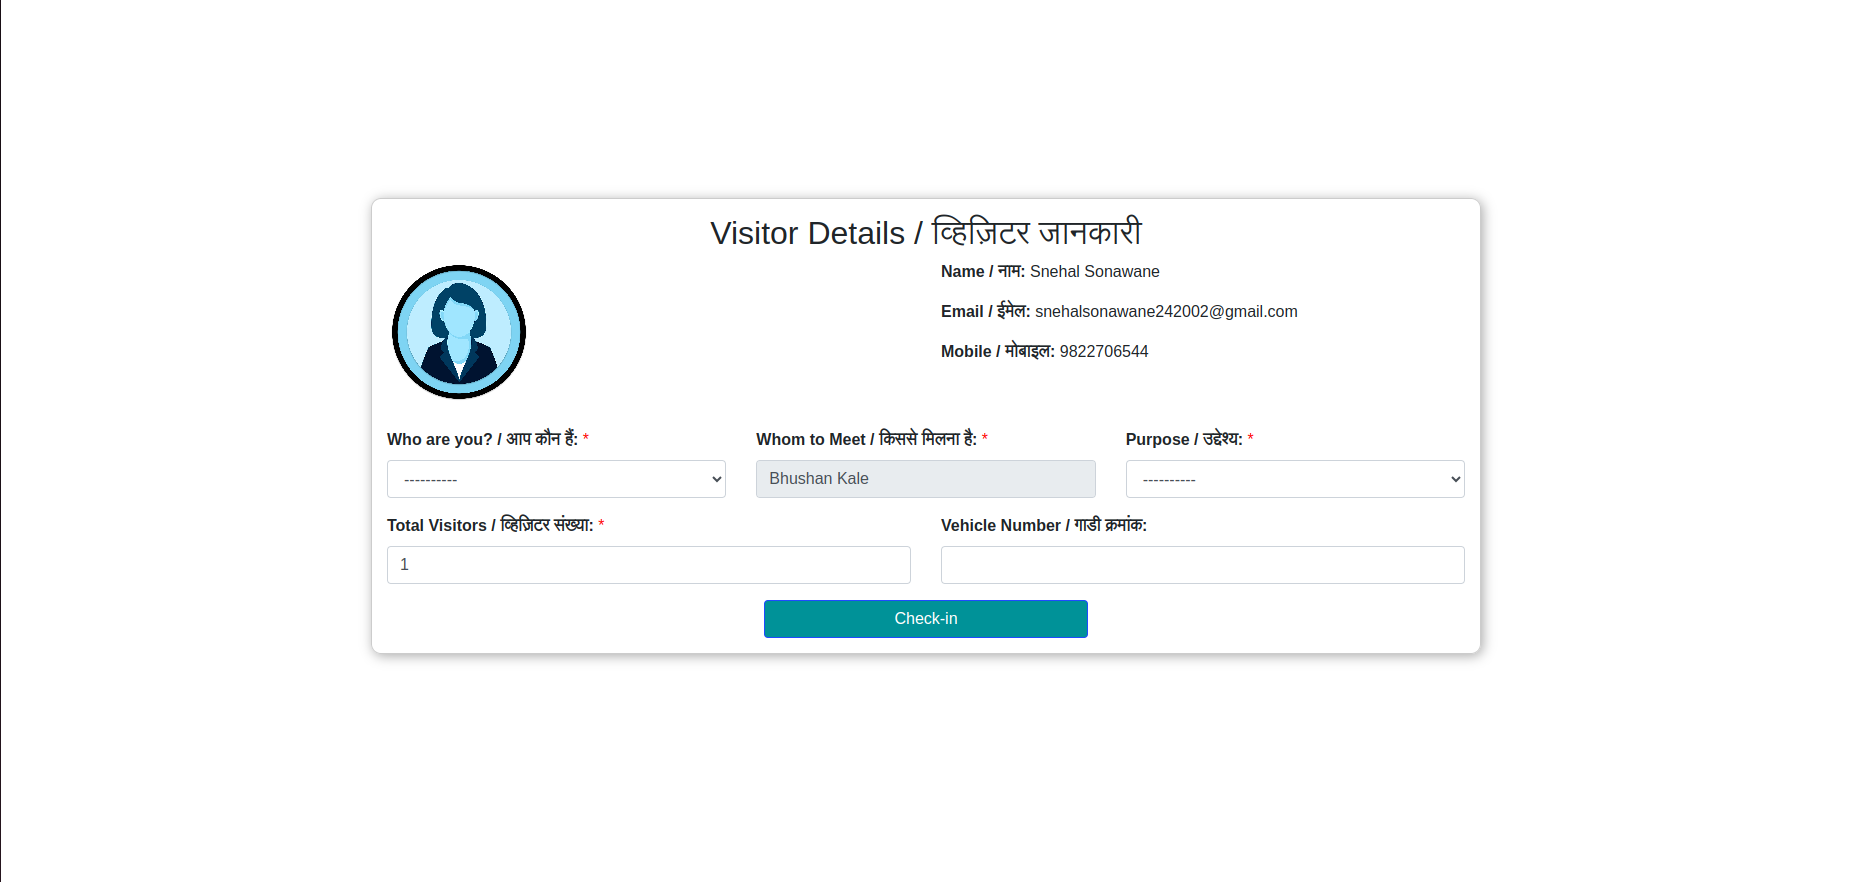 Visitor Details / व्हिज़िटर जानकारी
Name / नाम: Snehal Sonawane
Email / ईमेल: snehalsonawane242002@gmail.com
Mobile / मोबाइल: 9822706544
Who are you? / आप कौन हैं: *
Whom to Meet / किससे मिलना है: *
Purpose / उद्देश्य: *
----------
Bhushan Kale
----------
Total Visitors / व्हिज़िटर संख्या: *
Vehicle Number / गाडी क्रमांक:
1
Check-in